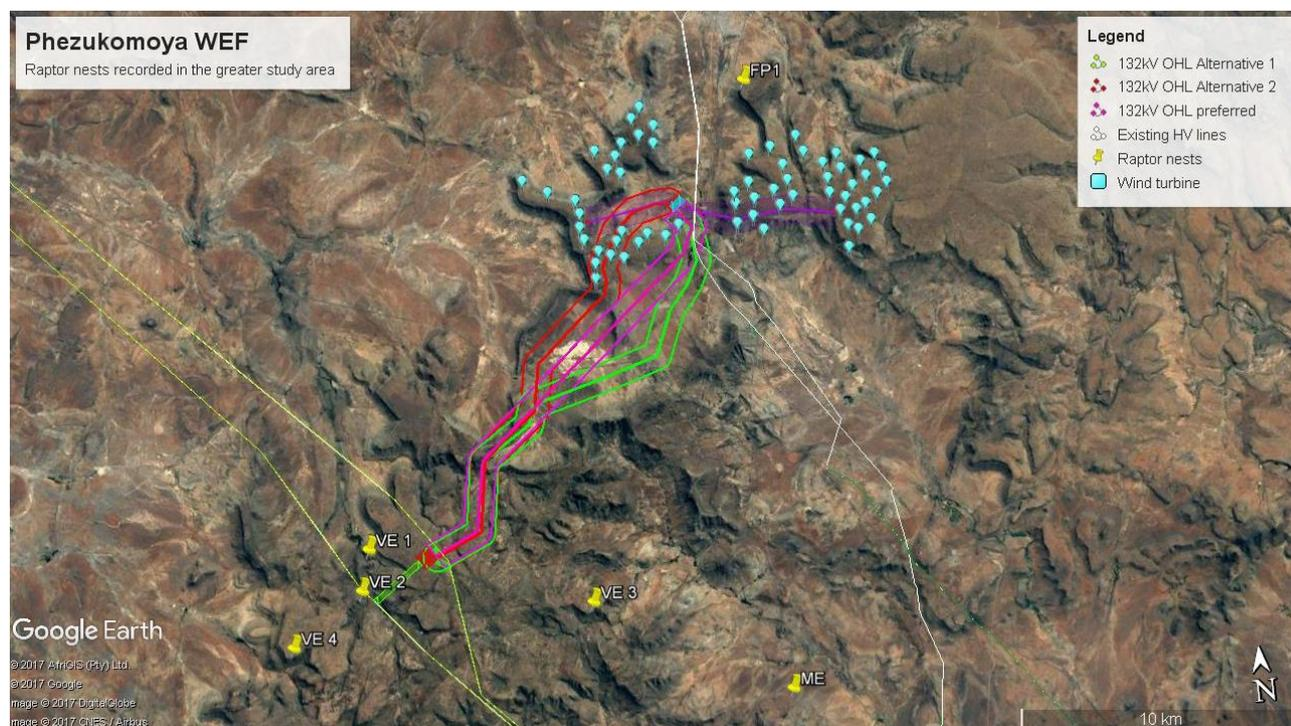 Phezukomoya WEF
Raptor nests recorded in the greater study area
Legend
132kV OHL Alternative 1
132kV OHL Alternative 2
132kV OHL preferred
Existing HV lines
Raptor nests
Wind turbine
FP1
VE 1
VE 2
VE 3
VE 4
ME
Google Earth
© 2017 AfriGIS (Pty) Ltd.
© 2017 Google
mage © 2017 DigitalGlobe
mage © 2017 CNES / Airbus
N
10 km